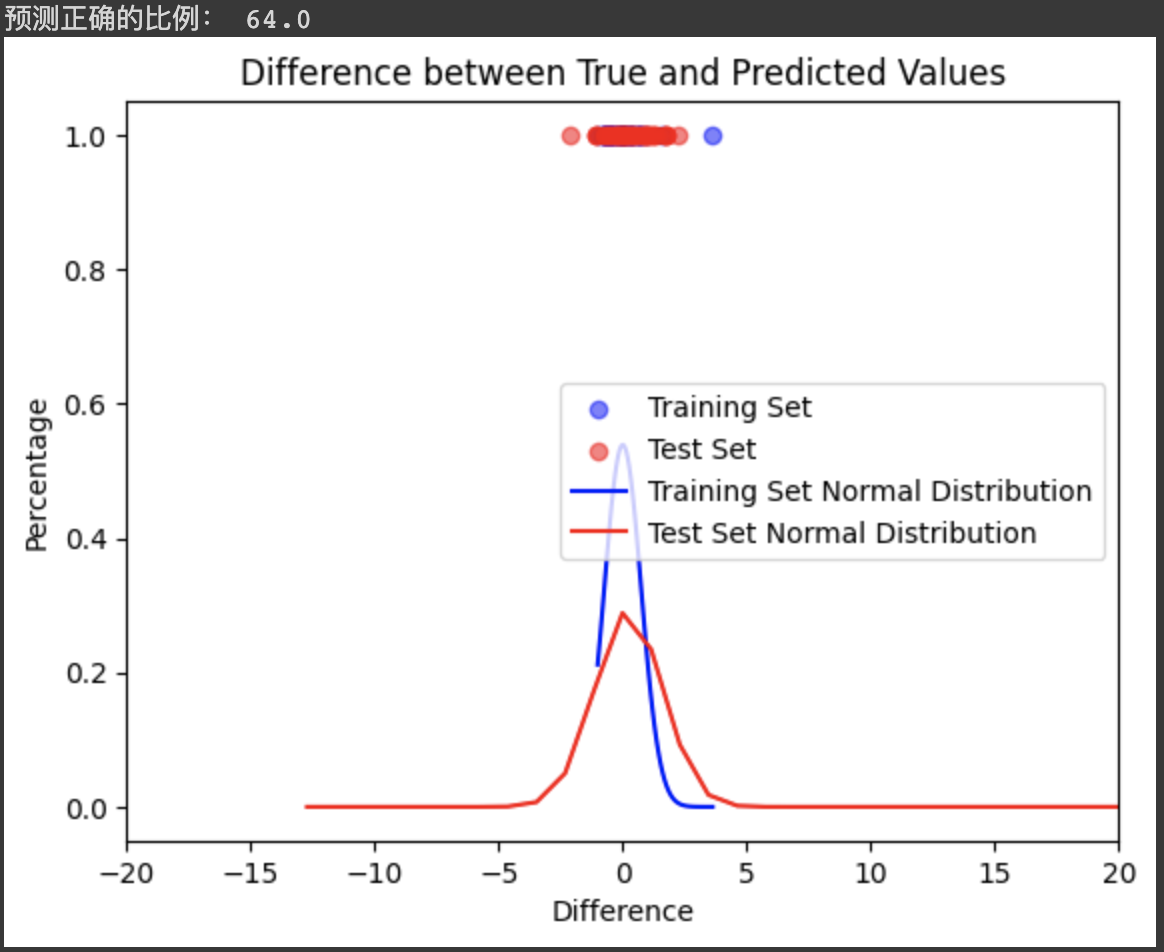 预测正确的比例： 64.0
Difference between True and Predicted Values
1.0
0.8
0.6
0.4
0.2
0.0
Percentage
Training Set
Test Set
Training Set Normal Distribution
Test Set Normal Distribution
−20 −15 −10 −5 0 5 10 15 20
Difference